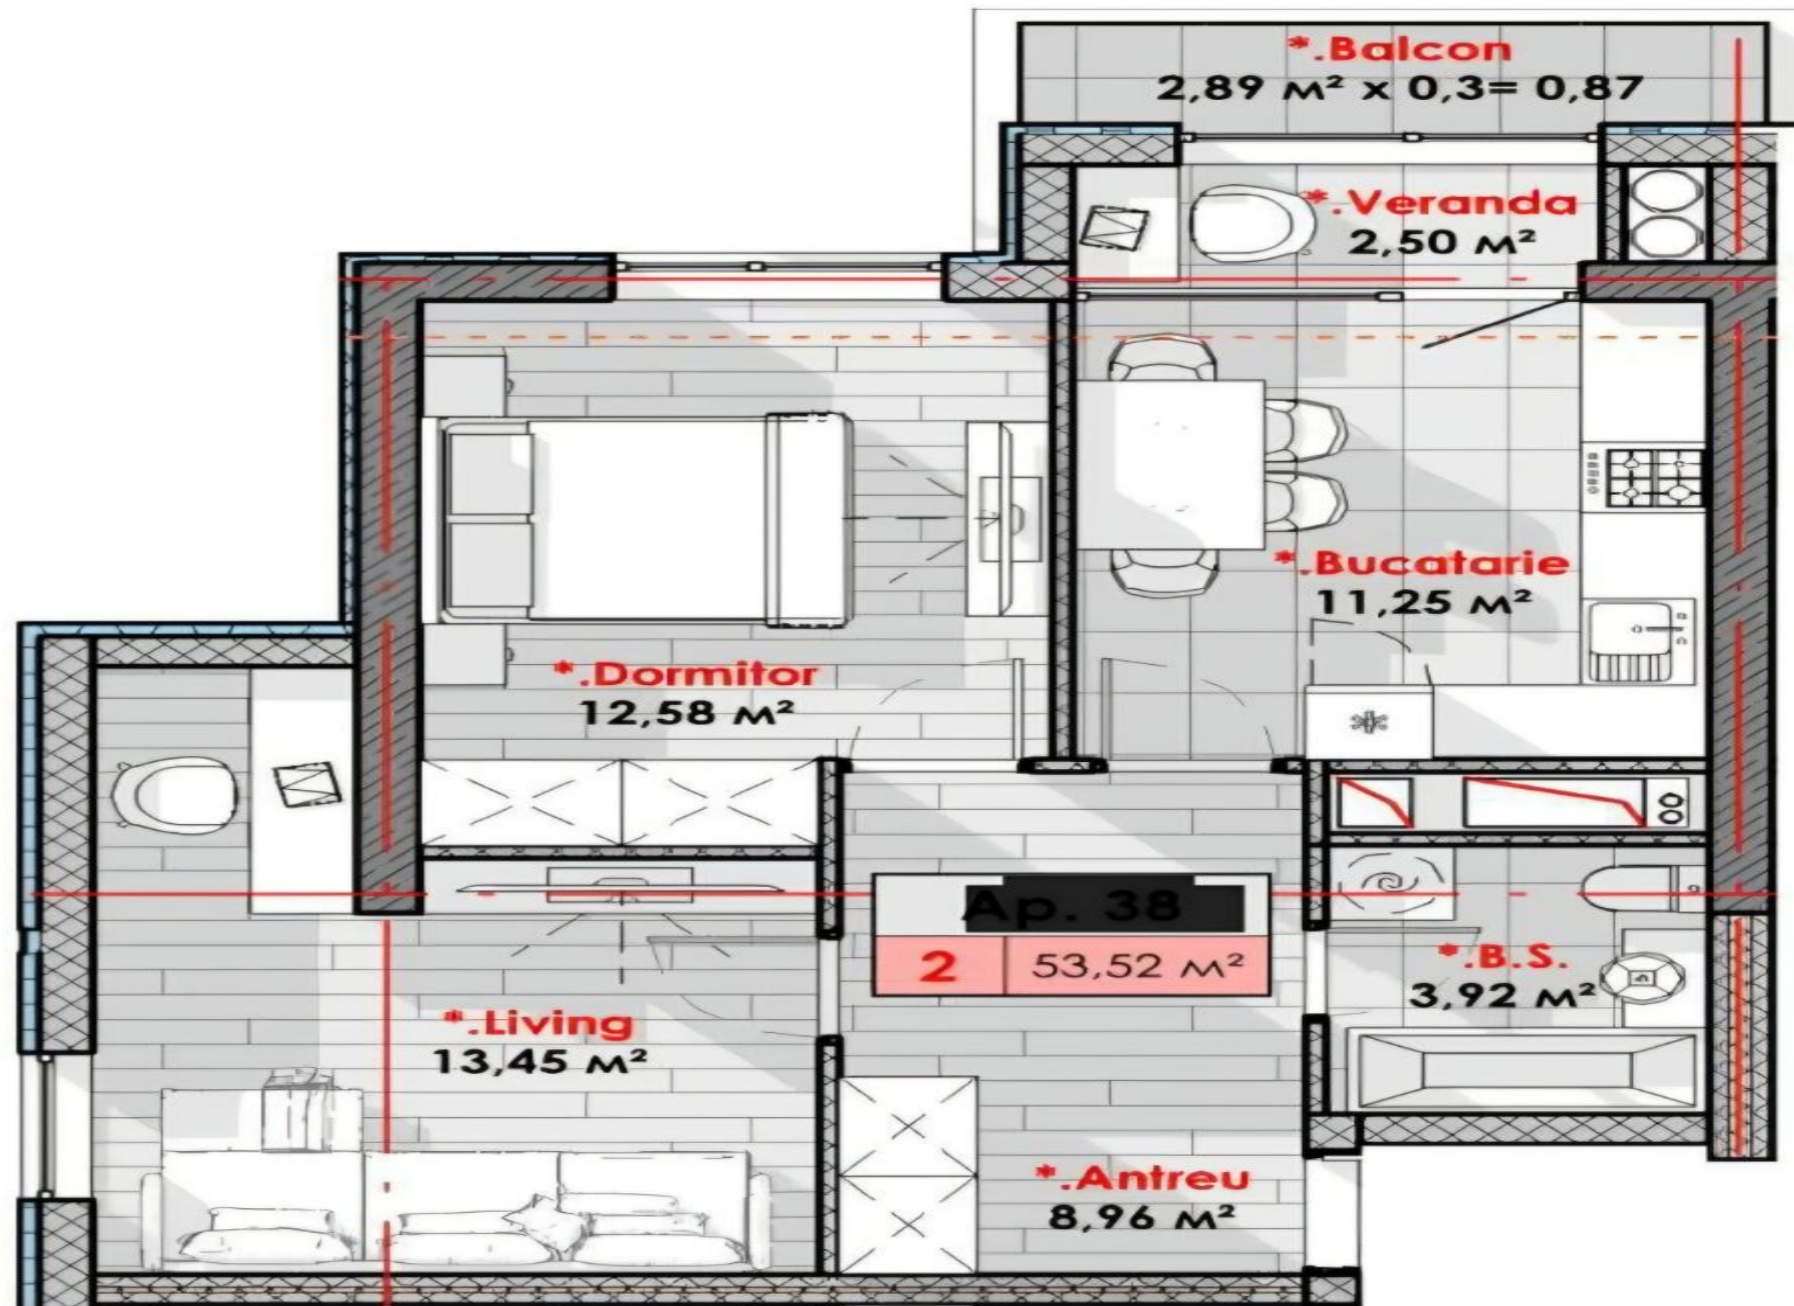 *.Balcon
2,89 м² x 0,3= 0,87
*.Veranda
2,50 м²
*.Bucatarie
11,25 м²
*.Dormitor
12,58 м²
Ap. 38
2 53,52 м²
*.B.S.
3,92 м²
*.Living
13,45 м²
*.Antreu
8,96 м²